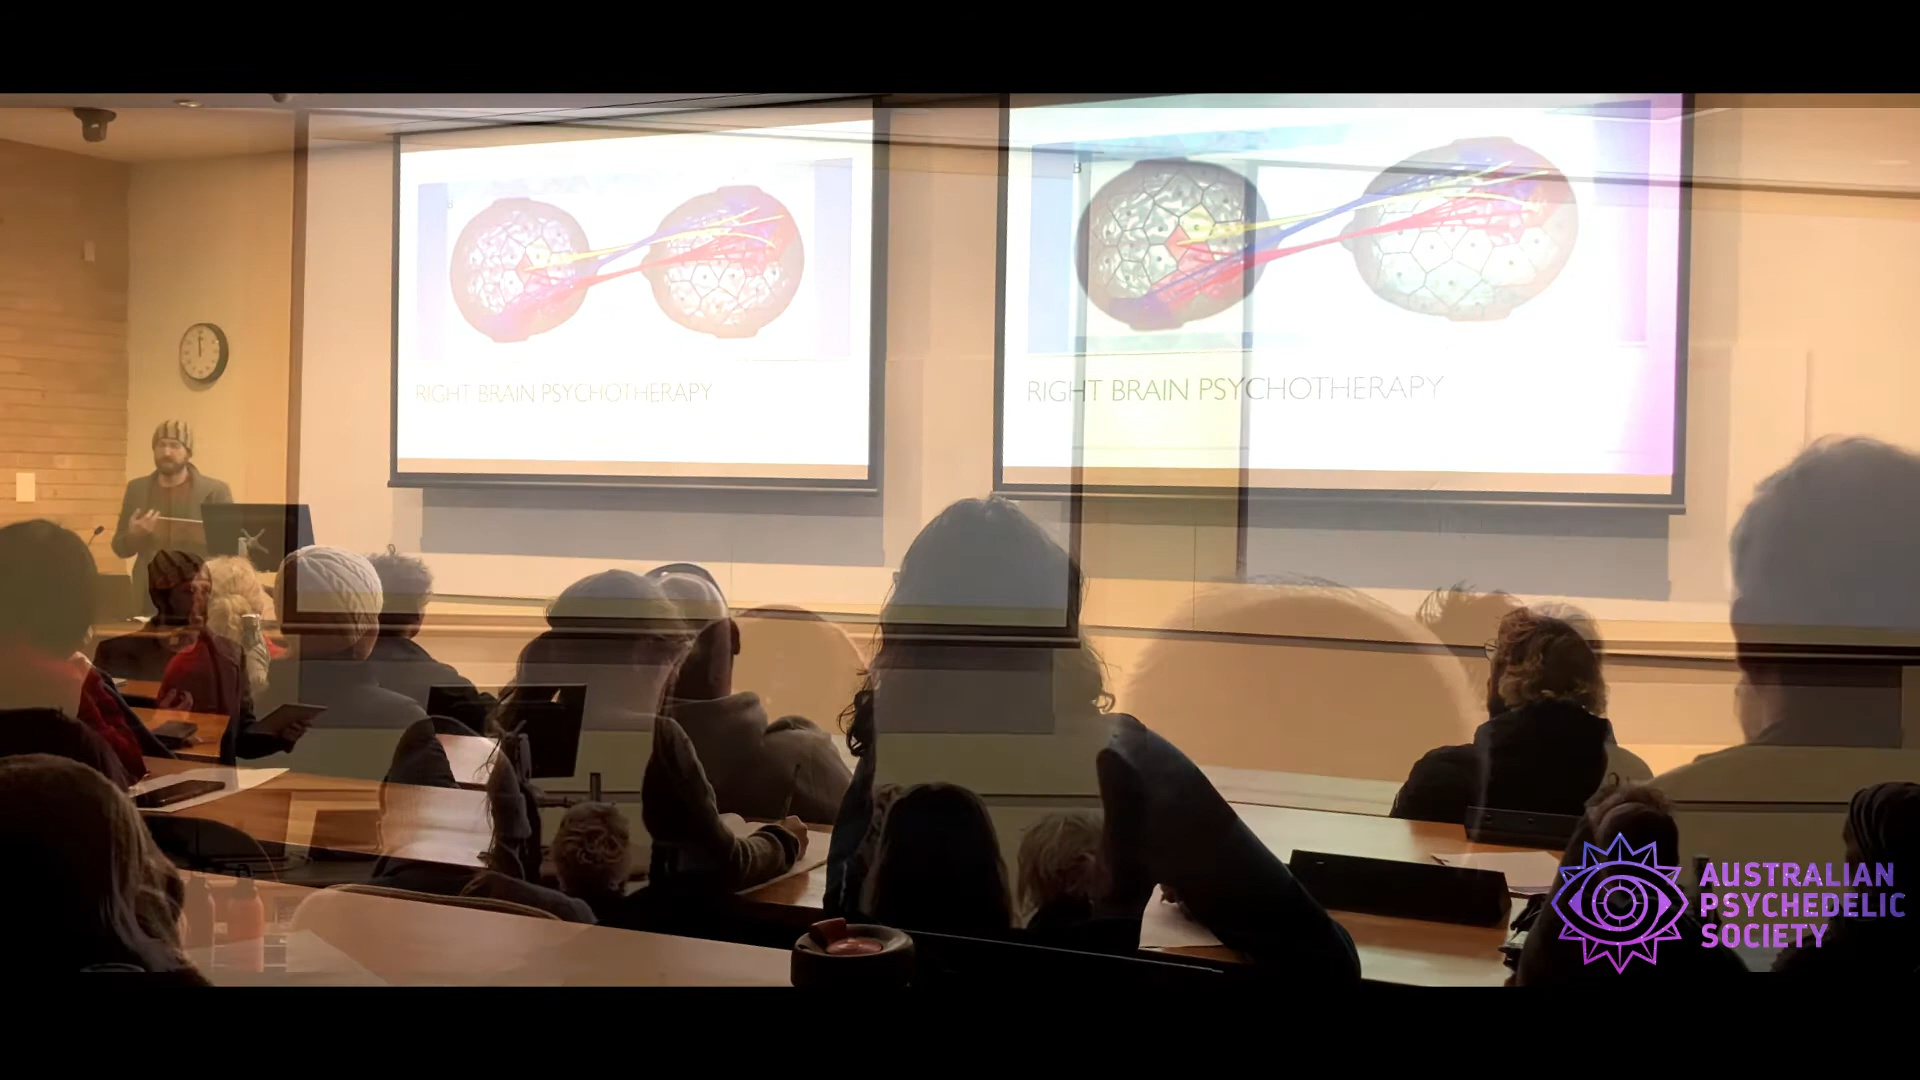 B
B
RIGHT BRAIN PSYCHOTHERAPY
RIGHT BRAIN PSYCHOTHERAPY
AUSTRALIAN
PSYCHEDELIC
SOCIETY